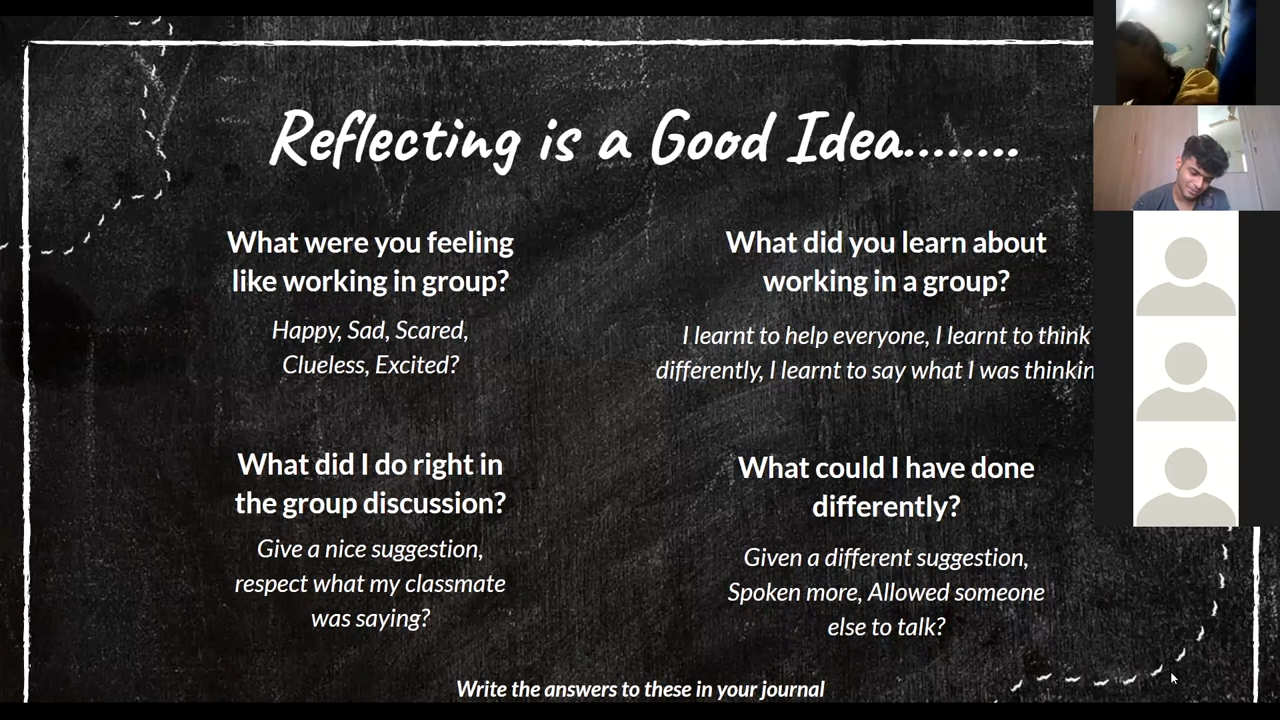 Reflecting is a Good Idea........
What were you feeling
like working in group?
Happy, Sad, Scared,
Clueless, Excited?
What did you learn about
working in a group?
I learnt to help everyone, I learnt to think
differently, I learnt to say what I was thinkin
What did I do right in
the group discussion?
Give a nice suggestion,
respect what my classmate
was saying?
What could I have done
differently?
Given a different suggestion,
Spoken more, Allowed someone
else to talk?
Write the answers to these in your journal